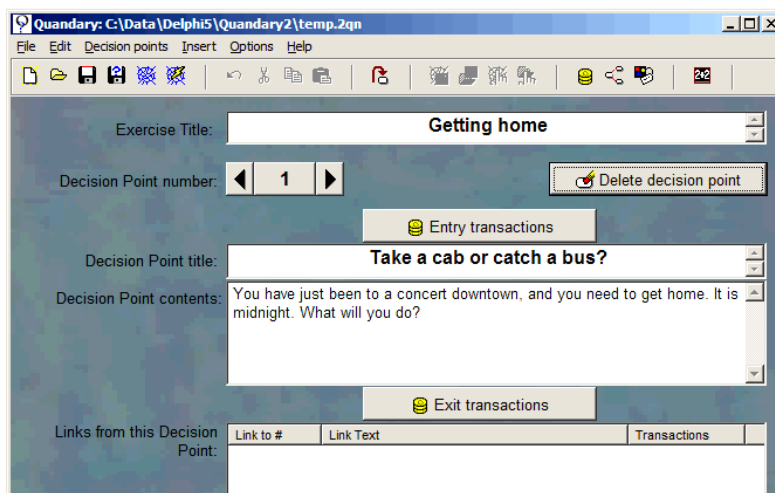 Quandary: C:\Data\Delphi5\Quandary2\temp.2qn
File Edit Decision points Insert Options Help
2+2
Exercise Title: Getting home
Decision Point number: 1 Delete decision point
Entry transactions
Decision Point title: Take a cab or catch a bus?
Decision Point contents: You have just been to a concert downtown, and you need to get home. It is
midnight. What will you do?
Exit transactions
Links from this Decision
Point:
Link to # Link Text Transactions